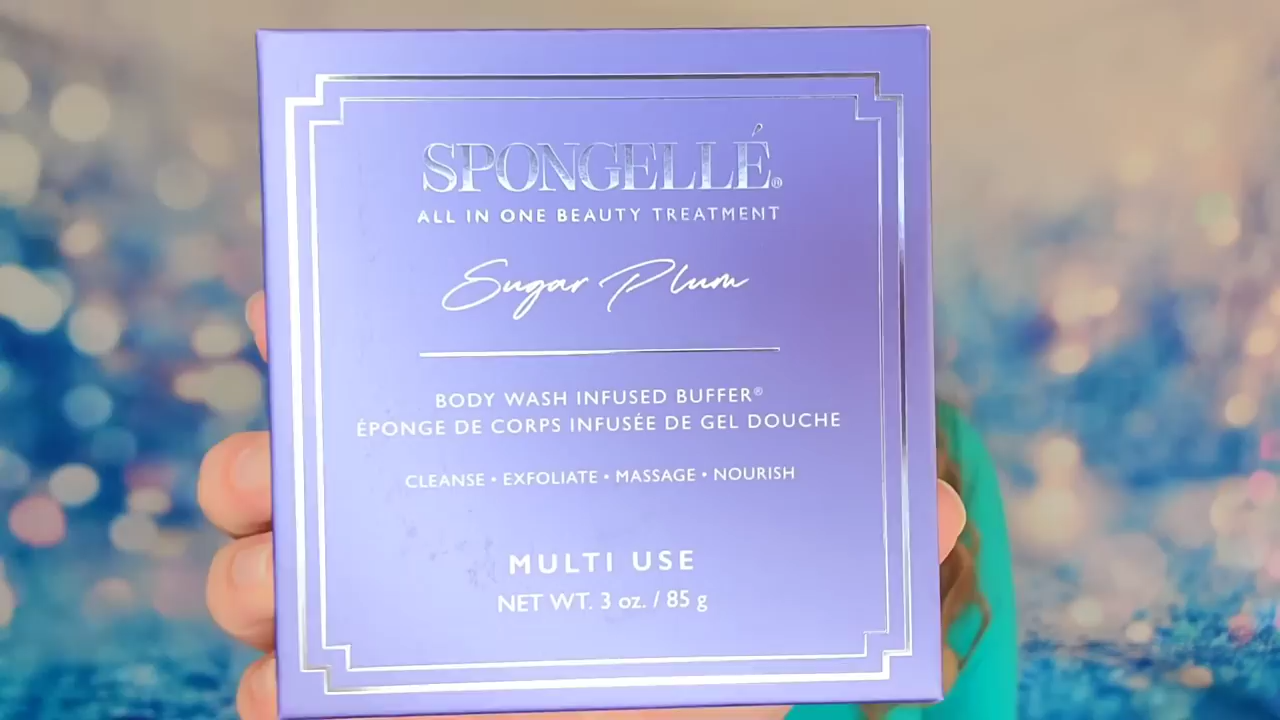 SPONGELLÉ®
ALL IN ONE BEAUTY TREATMENT
Sugar Plum
BODY WASH INFUSED BUFFER®
ÉPONGE DE CORPS INFUSÉE DE GEL DOUCHE
CLEANSE • EXFOLIATE • MASSAGE • NOURISH
MULTI USE
NET WT. 3 oz. / 85 g